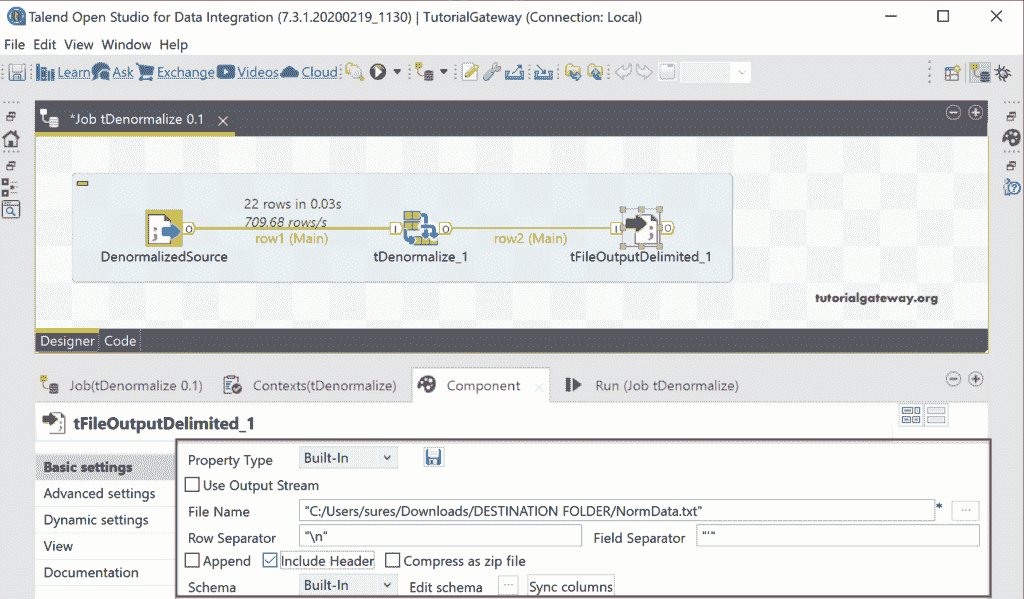 Talend Open Studio for Data Integration (7.3.1.20200219_1130) | TutorialGateway (Connection: Local)
File Edit View Window Help
Learn Ask Exchange Videos Cloud
*Job tDenormalize 0.1
22 rows in 0.03s
709.68 rows/s
row1 (Main)
row2 (Main)
DenormalizedSource
tDenormalize_1
tFileOutputDelimited_1
tutorialgateway.org
Designer Code
Job(tDenormalize 0.1) Contexts(tDenormalize) Component Run (Job tDenormalize)
tFileOutputDelimited_1
Basic settings
Advanced settings
Dynamic settings
View
Documentation
Property Type Built-In
Use Output Stream
File Name "C:/Users/sures/Downloads/DESTINATION FOLDER/NormData.txt" * ...
Row Separator "\n" Field Separator "'"
Append Include Header Compress as zip file
Schema Built-In Edit schema ... Sync columns